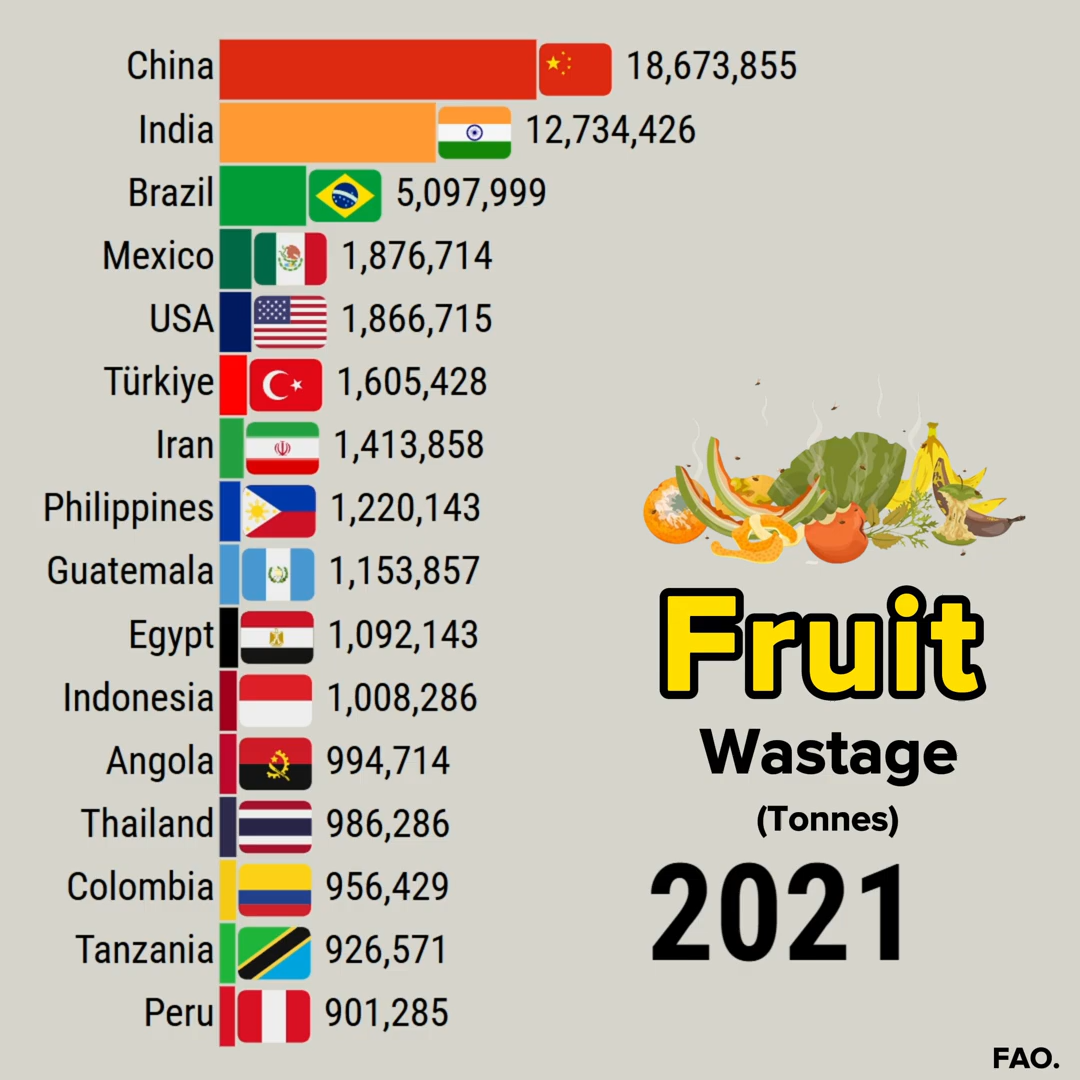 China 18,673,855
India 12,734,426
Brazil 5,097,999
Mexico 1,876,714
USA 1,866,715
Türkiye 1,605,428
Iran 1,413,858
Philippines 1,220,143
Guatemala 1,153,857
Egypt 1,092,143
Indonesia 1,008,286
Angola 994,714
Thailand 986,286
Colombia 956,429
Tanzania 926,571
Peru 901,285
Fruit
Wastage
(Tonnes)
2021
FAO.